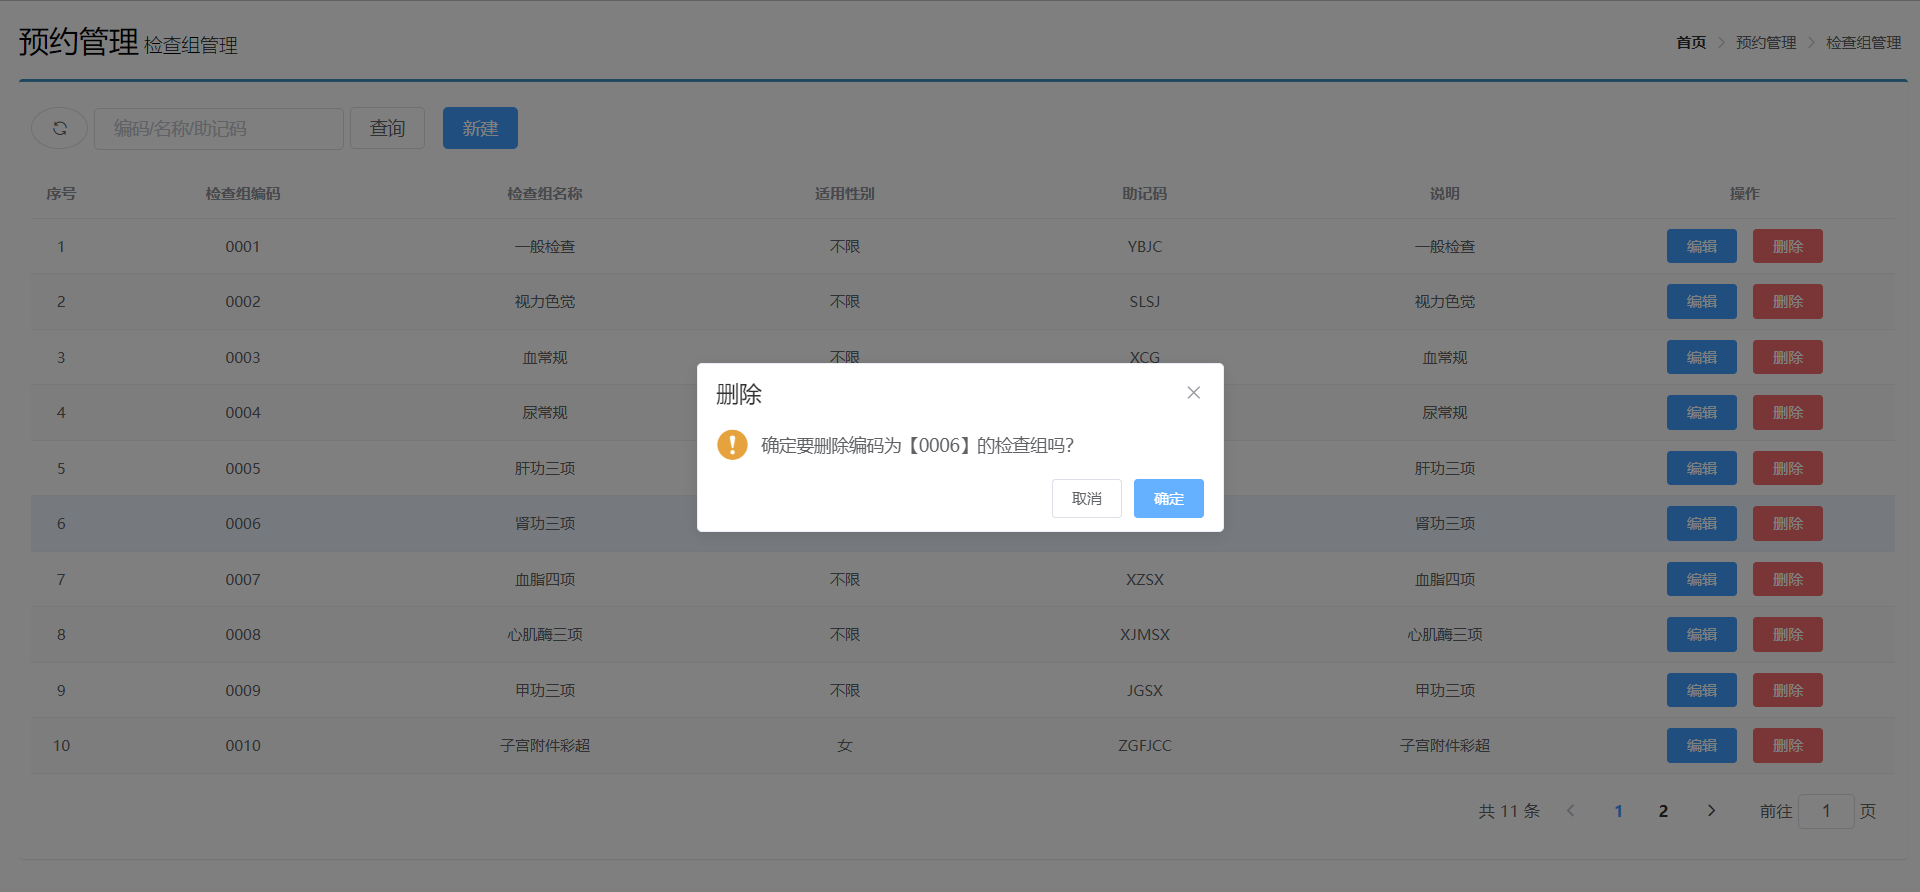 预约管理 检查组管理
首页 > 预约管理 > 检查组管理
编码/名称/助记码 查询 新建
序号 检查组编码 检查组名称 适用性别 助记码 说明 操作
1 0001 一般检查 不限 YBJC 一般检查 编辑 删除
2 0002 视力色觉 不限 SLSJ 视力色觉 编辑 删除
3 0003 血常规 不限 XCG 血常规 编辑 删除
4 0004 尿常规 尿常规 编辑 删除
5 0005 肝功三项 肝功三项 编辑 删除
6 0006 肾功三项 肾功三项 编辑 删除
7 0007 血脂四项 不限 XZSX 血脂四项 编辑 删除
8 0008 心肌酶三项 不限 XJMSX 心肌酶三项 编辑 删除
9 0009 甲功三项 不限 JGSX 甲功三项 编辑 删除
10 0010 子宫附件彩超 女 ZGFJCC 子宫附件彩超 编辑 删除
共 11 条 < 1 2 > 前往 1 页
删除
确定要删除编码为【0006】的检查组吗?
取消 确定